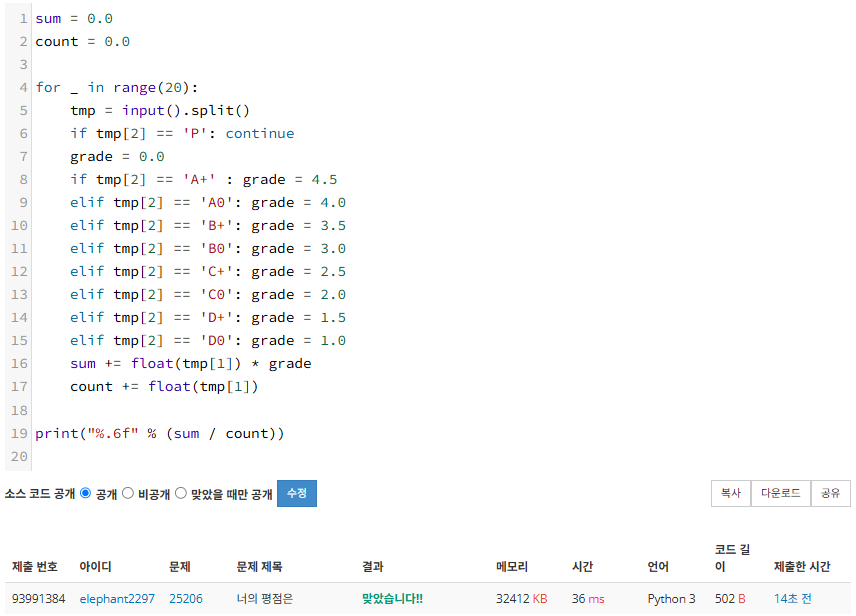 1 sum = 0.0
2 count = 0.0
3
4 for _ in range(20):
5     tmp = input().split()
6     if tmp[2] == 'P': continue
7     grade = 0.0
8     if tmp[2] == 'A+' : grade = 4.5
9     elif tmp[2] == 'A0': grade = 4.0
10     elif tmp[2] == 'B+': grade = 3.5
11     elif tmp[2] == 'B0': grade = 3.0
12     elif tmp[2] == 'C+': grade = 2.5
13     elif tmp[2] == 'C0': grade = 2.0
14     elif tmp[2] == 'D+': grade = 1.5
15     elif tmp[2] == 'D0': grade = 1.0
16     sum += float(tmp[1]) * grade
17     count += float(tmp[1])
18
19 print("%.6f" % (sum / count))
20
소스 코드 공개 공개 비공개 맞았을 때만 공개 수정 복사 다운로드 공유
제출 번호 아이디 문제 문제 제목 결과 메모리 시간 언어 코드 길이 제출한 시간
93991384 elephant2297 25206 너의 평점은 맞았습니다!! 32412 KB 36 ms Python 3 502 B 14초 전